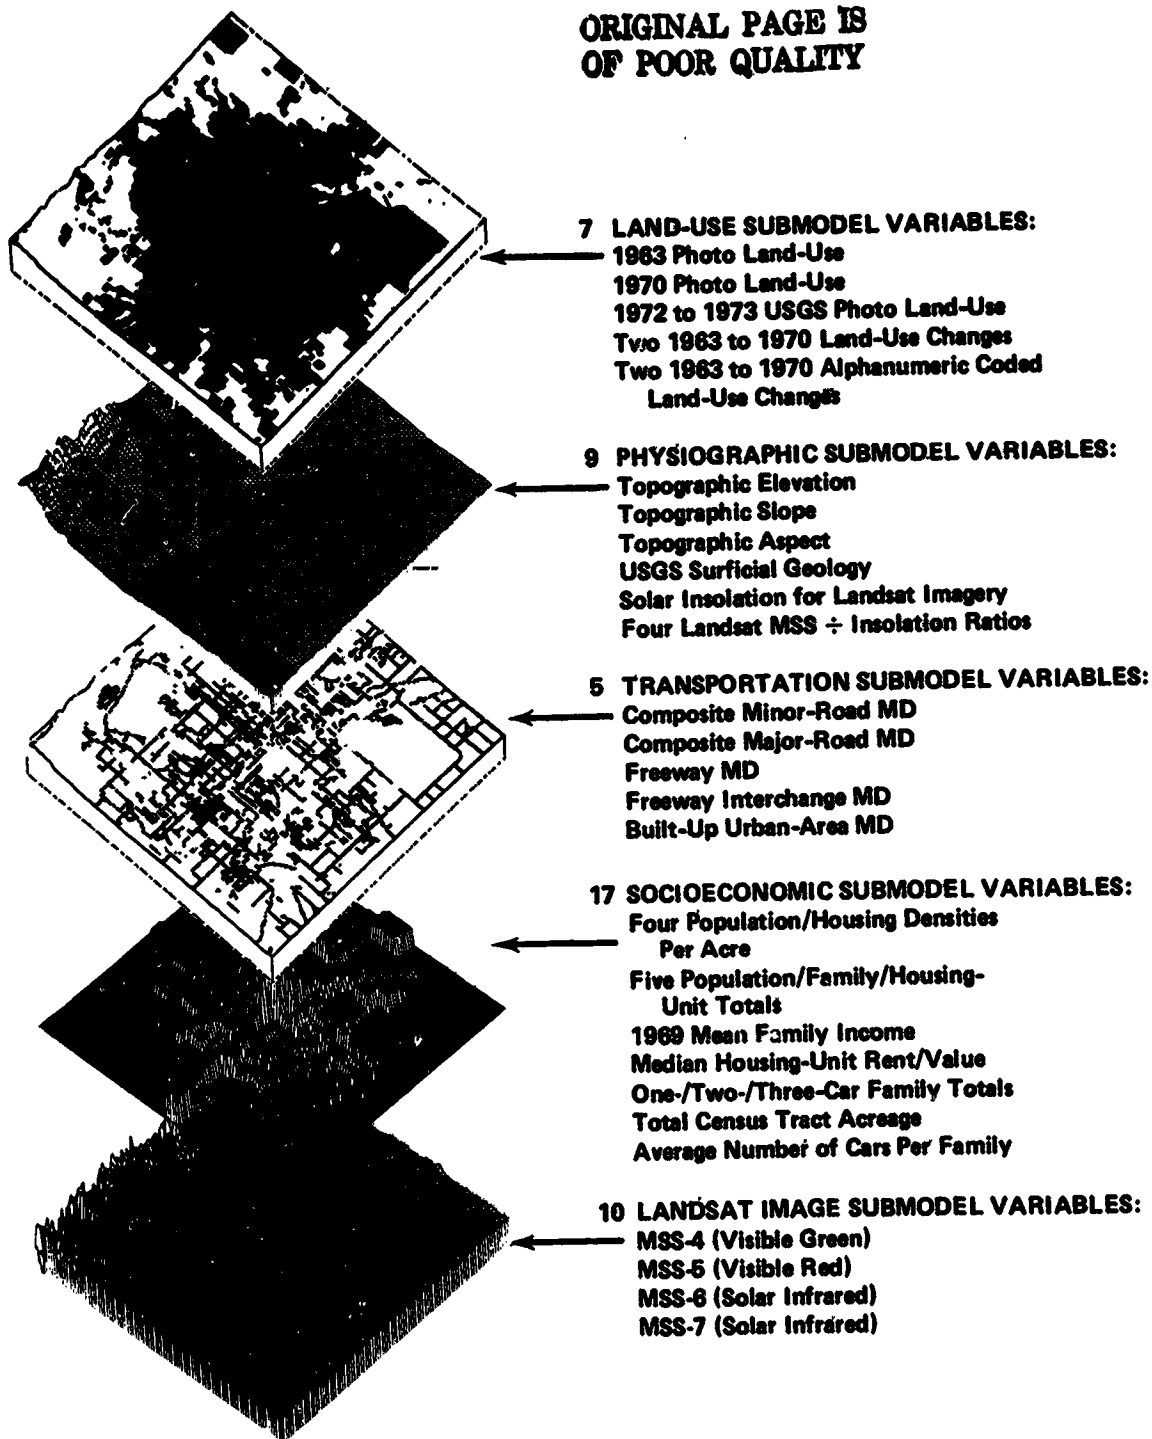 ORIGINAL PAGE IS
OF POOR QUALITY
7 LAND-USE SUBMODEL VARIABLES:
1963 Photo Land-Use
1970 Photo Land-Use
1972 to 1973 USGS Photo Land-Use
Two 1963 to 1970 Land-Use Changes
Two 1963 to 1970 Alphanumeric Coded
Land-Use Changes
9 PHYSIOGRAPHIC SUBMODEL VARIABLES:
Topographic Elevation
Topographic Slope
Topographic Aspect
USGS Surficial Geology
Solar Insolation for Landsat Imagery
Four Landsat MSS ÷ Insolation Ratios
5 TRANSPORTATION SUBMODEL VARIABLES:
Composite Minor-Road MD
Composite Major-Road MD
Freeway MD
Freeway Interchange MD
Built-Up Urban-Area MD
17 SOCIOECONOMIC SUBMODEL VARIABLES:
Four Population/Housing Densities
Per Acre
Five Population/Family/Housing-
Unit Totals
1969 Mean Family Income
Median Housing-Unit Rent/Value
One-/Two-/Three-Car Family Totals
Total Census Tract Acreage
Average Number of Cars Per Family
10 LANDSAT IMAGE SUBMODEL VARIABLES:
MSS-4 (Visible Green)
MSS-5 (Visible Red)
MSS-6 (Solar Infrared)
MSS-7 (Solar Infrared)